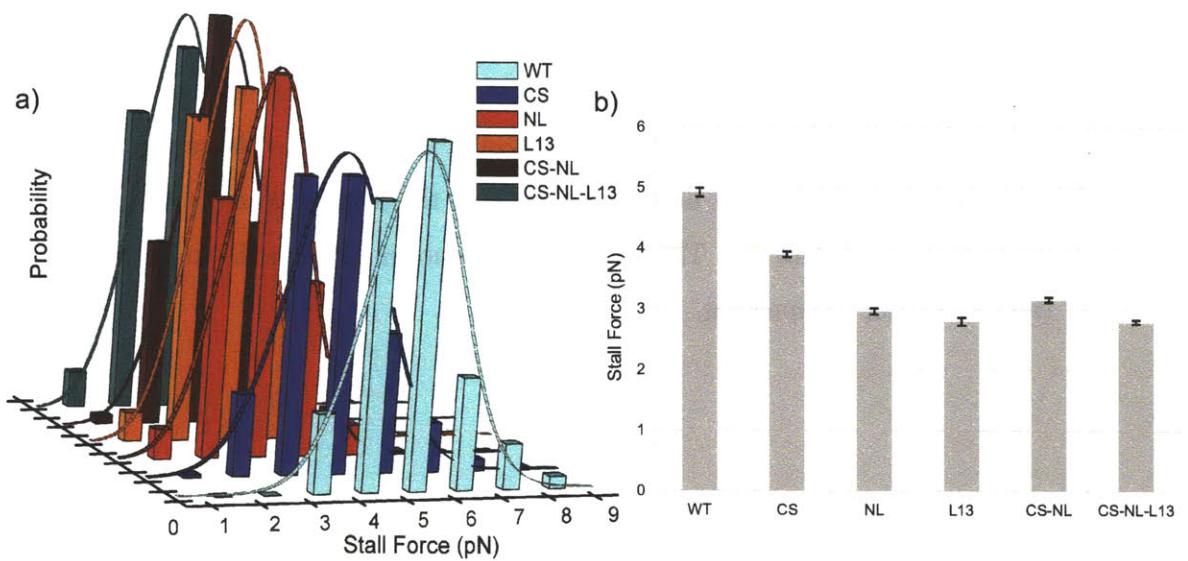 a)
Probability
WT
CS
NL
L13
CS-NL
CS-NL-L13
0 1 2 3 4 5 6 7 8 9
Stall Force (pN)
b)
Stall Force (pN)
6
5
4
3
2
1
0
WT CS NL L13 CS-NL CS-NL-L13